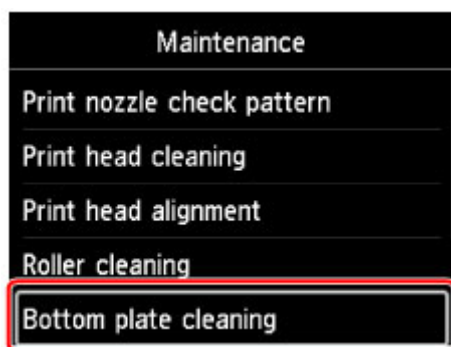 Maintenance
Print nozzle check pattern
Print head cleaning
Print head alignment
Roller cleaning
Bottom plate cleaning